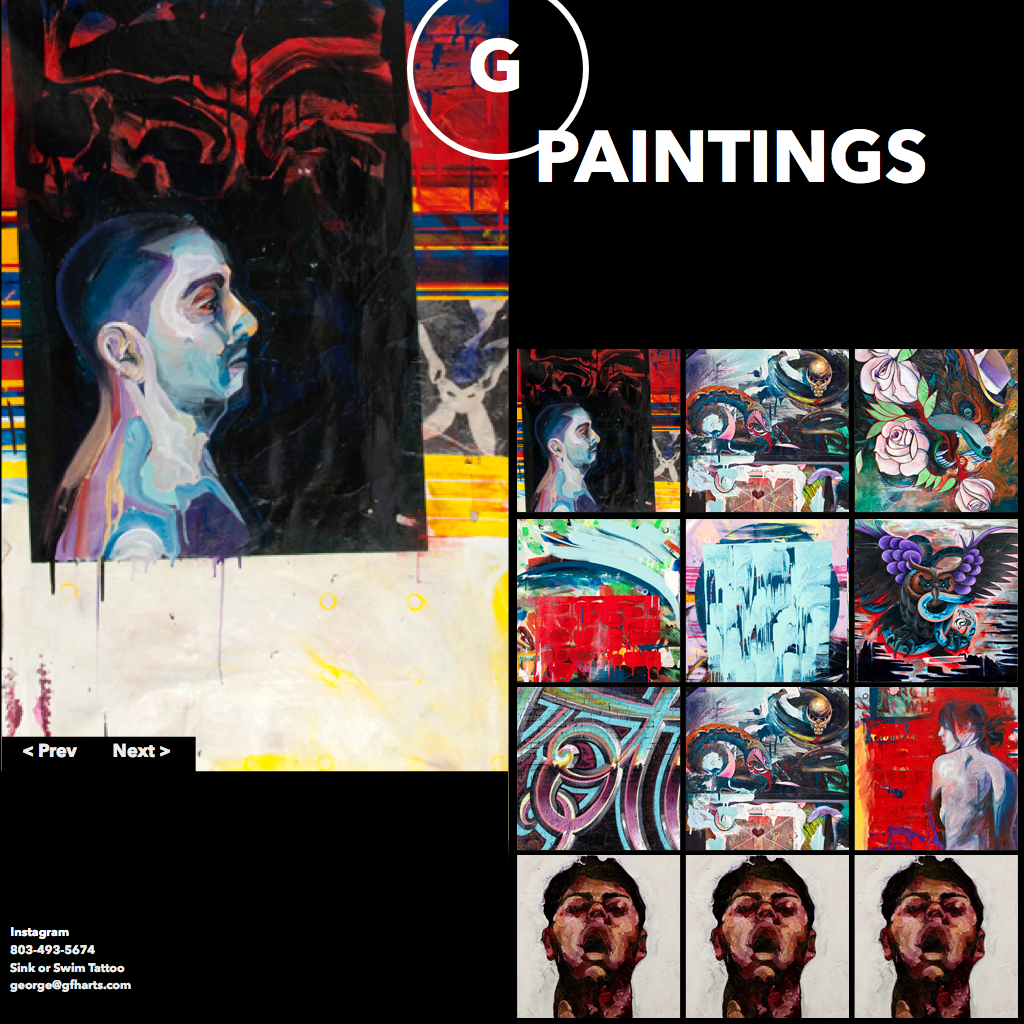 G
PAINTINGS
< Prev Next >
Instagram
803-493-5674
Sink or Swim Tattoo
george@gfharts.com